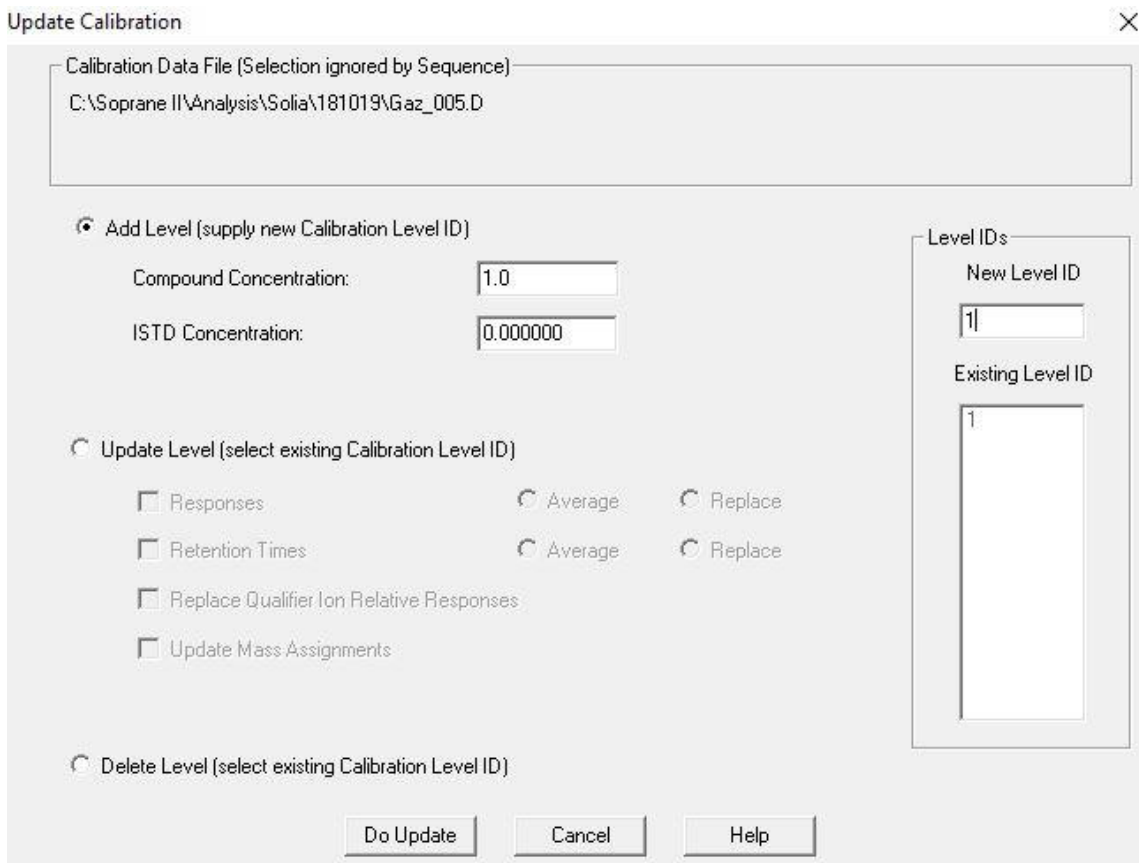 Update Calibration
Calibration Data File (Selection ignored by Sequence)
C:\Soprane II\Analysis\Solia\181019\Gaz_005.D
Add Level (supply new Calibration Level ID)
Compound Concentration: 1.0
ISTD Concentration: 0.000000
Level IDs
New Level ID
1
Existing Level ID
1
Update Level (select existing Calibration Level ID)
Responses Average Replace
Retention Times Average Replace
Replace Qualifier Ion Relative Responses
Update Mass Assignments
Delete Level (select existing Calibration Level ID)
Do Update Cancel Help